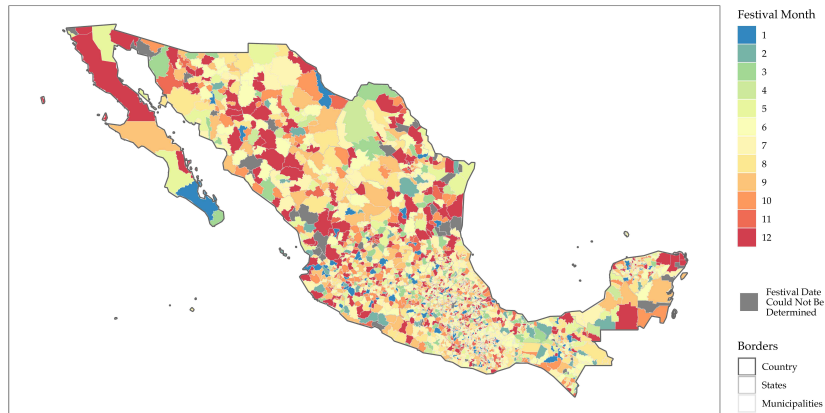 Festival Month
1
2
3
4
5
6
7
8
9
10
11
12
Festival Date
Could Not Be
Determined
Borders
Country
States
Municipalities